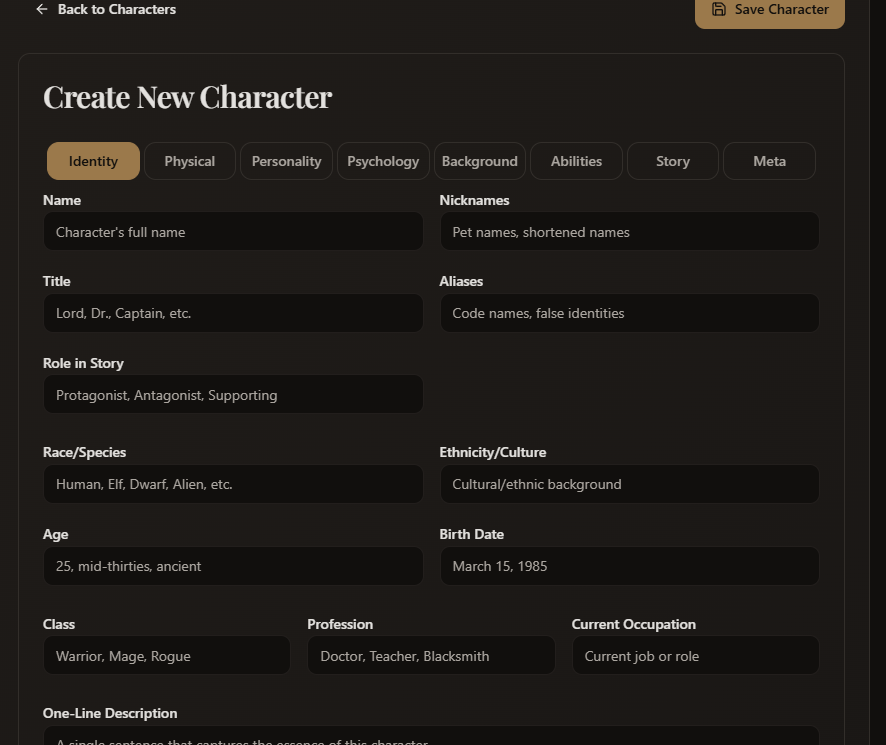 Back to Characters
Save Character
Create New Character
Identity Physical Personality Psychology Background Abilities Story Meta
Name Nicknames
Character's full name Pet names, shortened names
Title Aliases
Lord, Dr., Captain, etc. Code names, false identities
Role in Story
Protagonist, Antagonist, Supporting
Race/Species Ethnicity/Culture
Human, Elf, Dwarf, Alien, etc. Cultural/ethnic background
Age Birth Date
25, mid-thirties, ancient March 15, 1985
Class Profession Current Occupation
Warrior, Mage, Rogue Doctor, Teacher, Blacksmith Current job or role
One-Line Description
A single sentence that captures the essence of this character